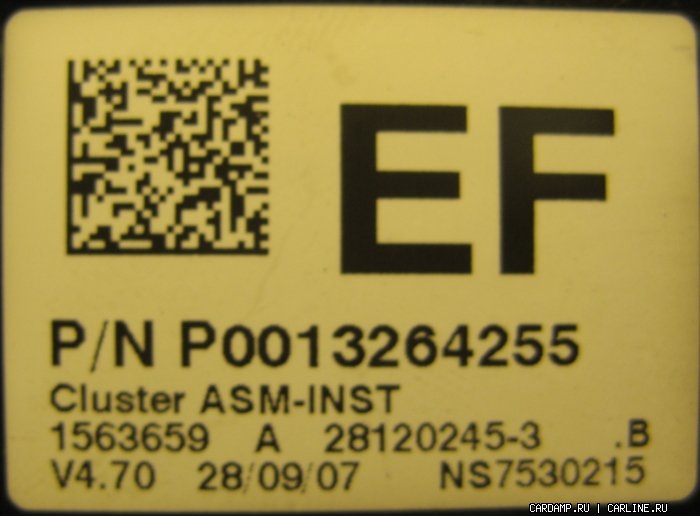 EF
P/N P0013264255
Cluster ASM-INST
1563659 A 28120245-3 .B
V4.70 28/09/07 NS7530215
CARDAMP.RU | CARLINE.RU